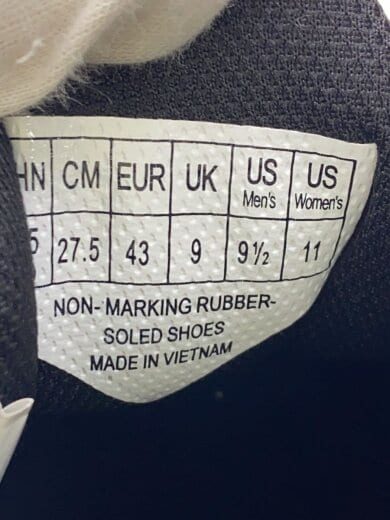 HN CM EUR UK US Men's US Women's
5 27.5 43 9 9½ 11
NON-MARKING RUBBER-
SOLED SHOES
MADE IN VIETNAM